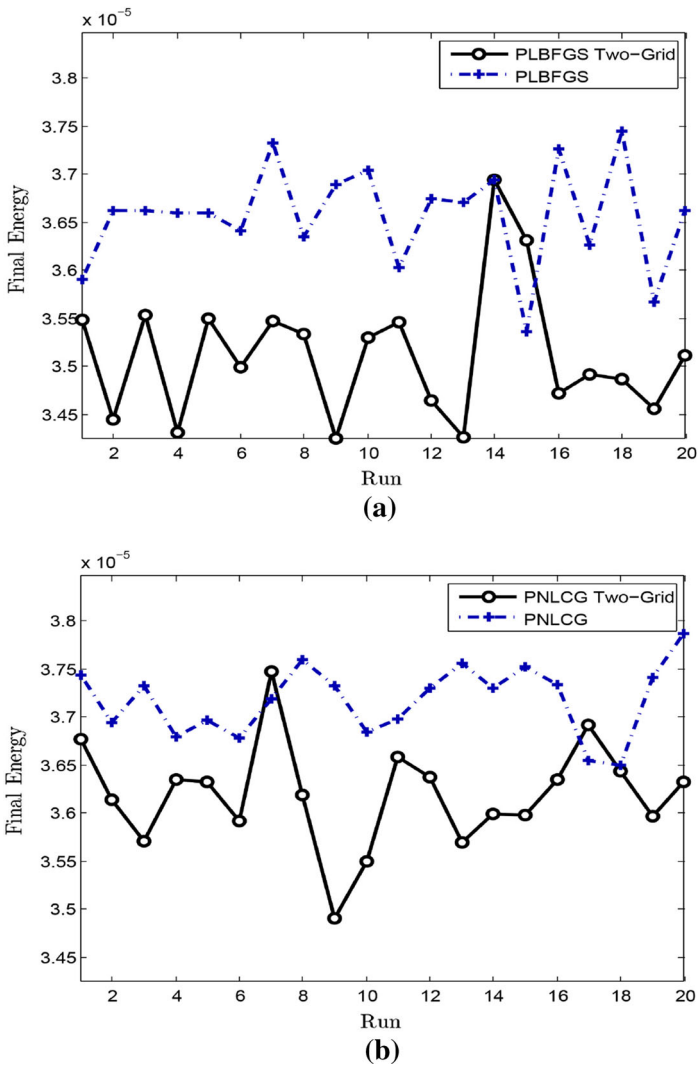 x 10⁻⁵
PLBFGS Two-Grid
PLBFGS
3.8
3.75
3.7
3.65
3.6
3.55
3.5
3.45
Final Energy
2 4 6 8 10 12 14 16 18 20
Run
(a)
x 10⁻⁵
PNLCG Two-Grid
PNLCG
3.8
3.75
3.7
3.65
3.6
3.55
3.5
3.45
Final Energy
2 4 6 8 10 12 14 16 18 20
Run
(b)